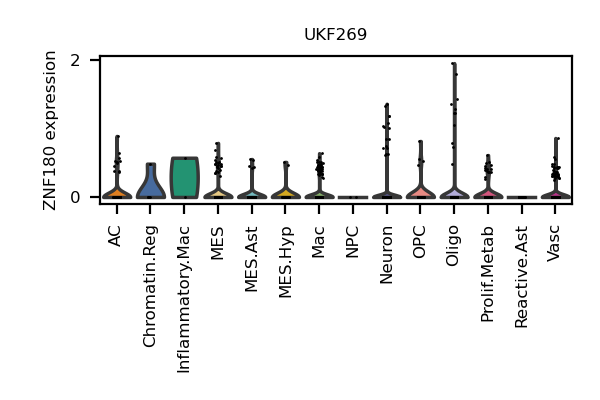 UKF269
ZNF180 expression
2
0
AC
Chromatin.Reg
Inflammatory.Mac
MES
MES.Ast
MES.Hyp
Mac
NPC
Neuron
OPC
Oligo
Prolif.Metab
Reactive.Ast
Vasc